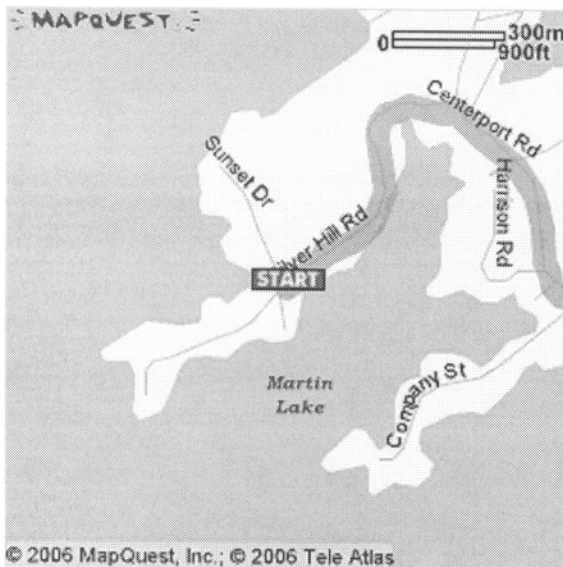 MAPQUEST
0 300m
900ft
Centerport Rd
Sunset Dr
Harrison Rd
ilver Hill Rd
START
Martin
Lake
Company St
© 2006 MapQuest, Inc.; © 2006 Tele Atlas